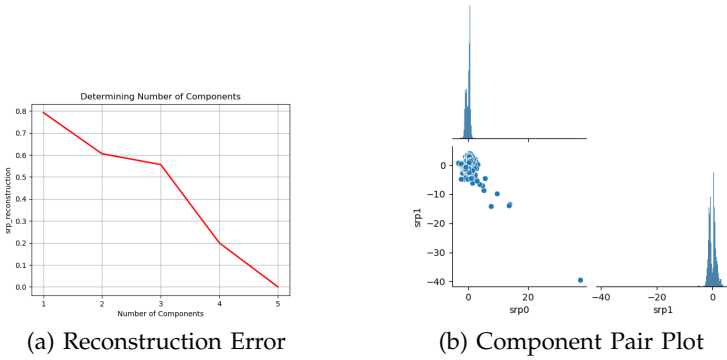 Determining Number of Components
srp_reconstruction
0.8
0.7
0.6
0.5
0.4
0.3
0.2
0.1
0.0
1 2 3 4 5
Number of Components
(a) Reconstruction Error
srp1
0
−10
−20
−30
−40
0 20
srp0
−40 −20 0
srp1
(b) Component Pair Plot